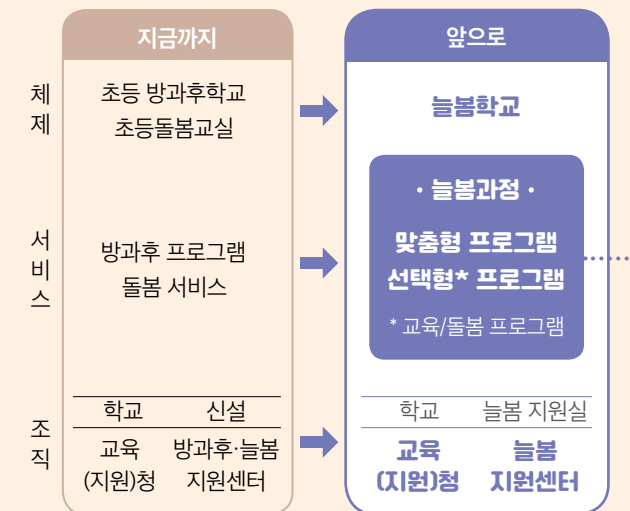 지금까지
앞으로
체제
초등 방과후학교
초등돌봄교실
늘봄학교
서비스
방과후 프로그램
돌봄 서비스
· 늘봄과정 ·
맞춤형 프로그램
선택형* 프로그램
* 교육/돌봄 프로그램
조직
학교 신설
교육 방과후·늘봄
(지원)청 지원센터
학교 늘봄 지원실
교육 늘봄
(지원)청 지원센터